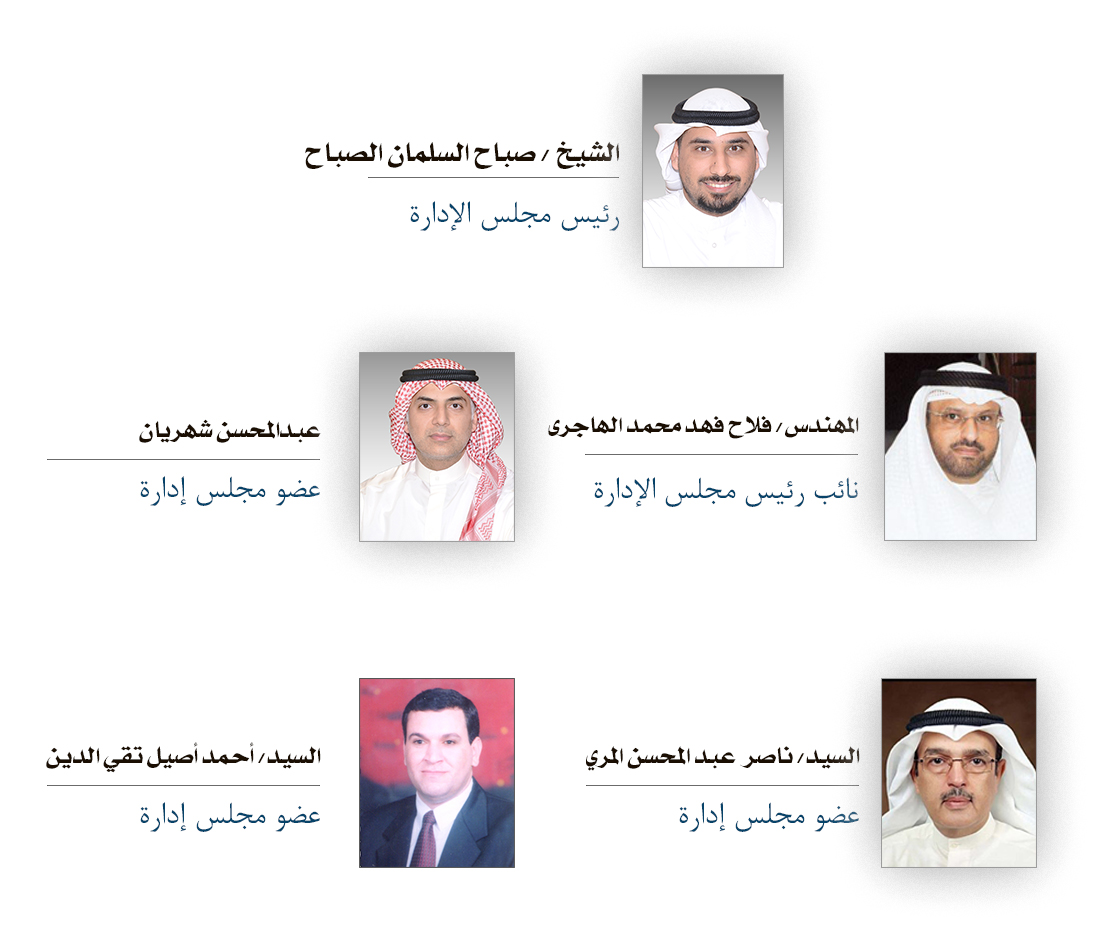 الشيخ / صباح السلمان الصباح
رئيس مجلس الإدارة
المهندس/ فلاح فهد محمد الهاجرى
نائب رئيس مجلس الإدارة
عبدالمحسن شهريان
عضو مجلس إدارة
السيد/ ناصر عبد المحسن المري
عضو مجلس إدارة
السيد/ أحمد أصيل تقي الدين
عضو مجلس إدارة